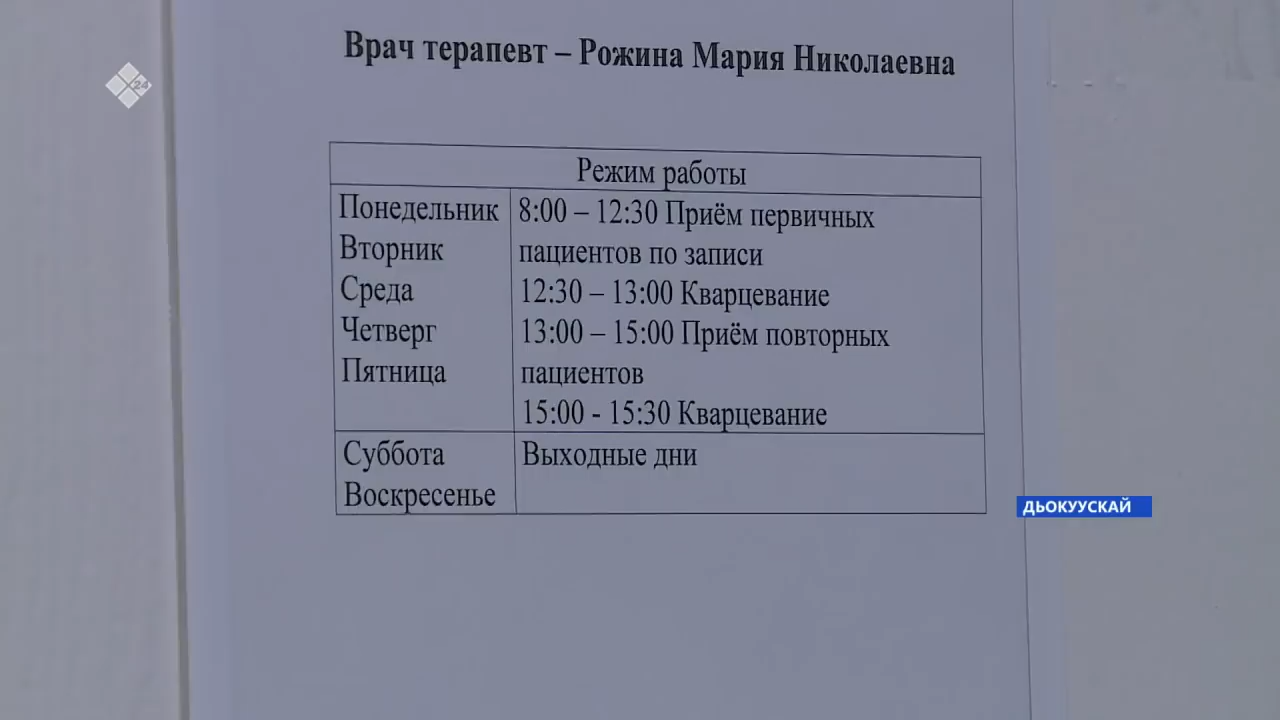 Врач терапевт – Рожина Мария Николаевна
24
Режим работы
Понедельник 8:00 – 12:30 Приём первичных
Вторник пациентов по записи
Среда 12:30 – 13:00 Кварцевание
Четверг 13:00 – 15:00 Приём повторных
Пятница пациентов
15:00 - 15:30 Кварцевание
Суббота Выходные дни
Воскресенье
ДЬОКУУСКАЙ